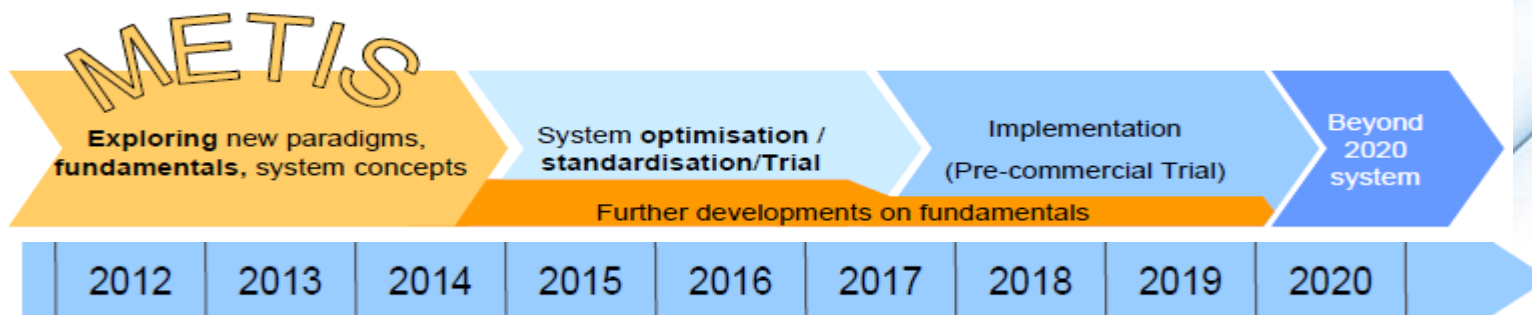 METIS
Exploring new paradigms,
fundamentals, system concepts
System optimisation /
standardisation/Trial
Implementation
(Pre-commercial Trial)
Beyond
2020
system
Further developments on fundamentals
2012 2013 2014 2015 2016 2017 2018 2019 2020